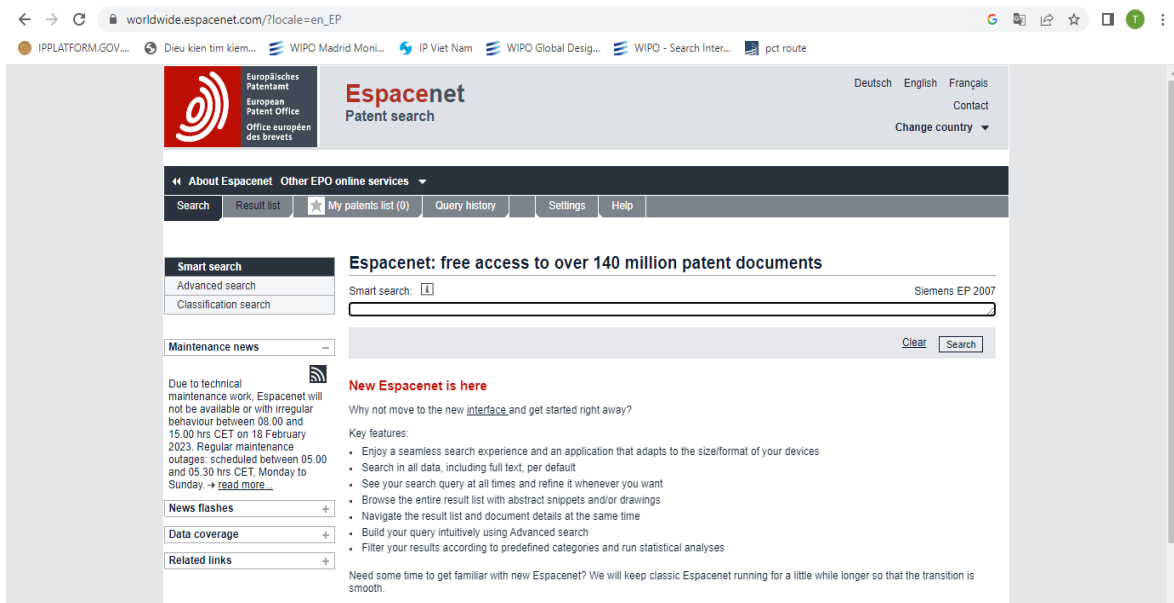 worldwide.espacenet.com/?locale=en_EP
IPPLATFORM.GOV.... Dieu kien tim kiem... WIPO Madrid Moni... IP Viet Nam WIPO Global Desig... WIPO - Search Inter... pct route
Europäisches
Patentamt
European
Patent Office
Office européen
des brevets
Espacenet
Patent search
Deutsch English Français
Contact
Change country
About Espacenet Other EPO online services
Search Result list My patents list (0) Query history Settings Help
Smart search
Advanced search
Classification search
Espacenet: free access to over 140 million patent documents
Smart search: i Siemens EP 2007
Clear Search
Maintenance news
Due to technical
maintenance work, Espacenet will
not be available or with irregular
behaviour between 08.00 and
15.00 hrs CET on 18 February
2023. Regular maintenance
outages: scheduled between 05.00
and 05.30 hrs CET, Monday to
Sunday. → read more...
News flashes +
Data coverage +
Related links +
New Espacenet is here
Why not move to the new interface and get started right away?
Key features:
• Enjoy a seamless search experience and an application that adapts to the size/format of your devices
• Search in all data, including full text, per default
• See your search query at all times and refine it whenever you want
• Browse the entire result list with abstract snippets and/or drawings
• Navigate the result list and document details at the same time
• Build your query intuitively using Advanced search
• Filter your results according to predefined categories and run statistical analyses
Need some time to get familiar with new Espacenet? We will keep classic Espacenet running for a little while longer so that the transition is
smooth.